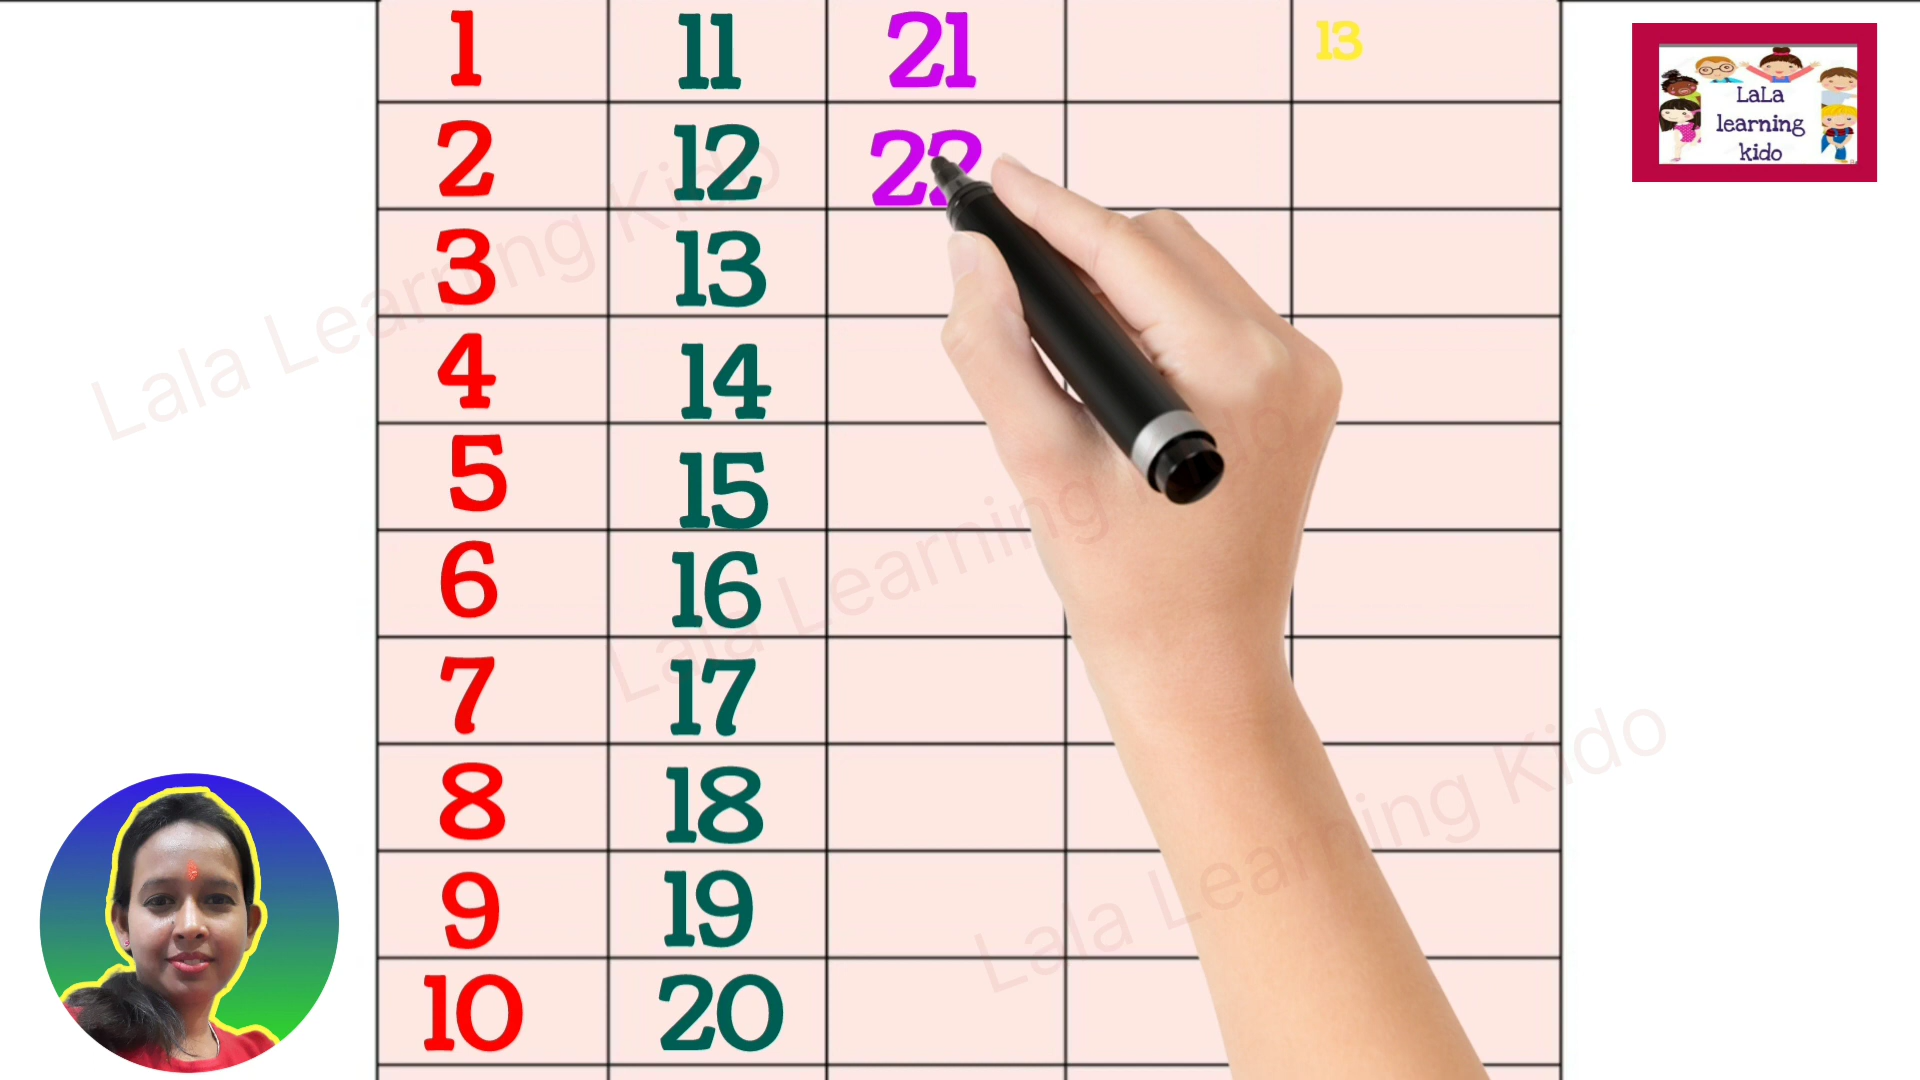 1 11 21 13
2 12 22
3 13
4 14
5 15
6 16
7 17
8 18
9 19
10 20
LaLa
learning
kido
Lala Learning Kido
Lala Learning Kido
Lala Learning Kido